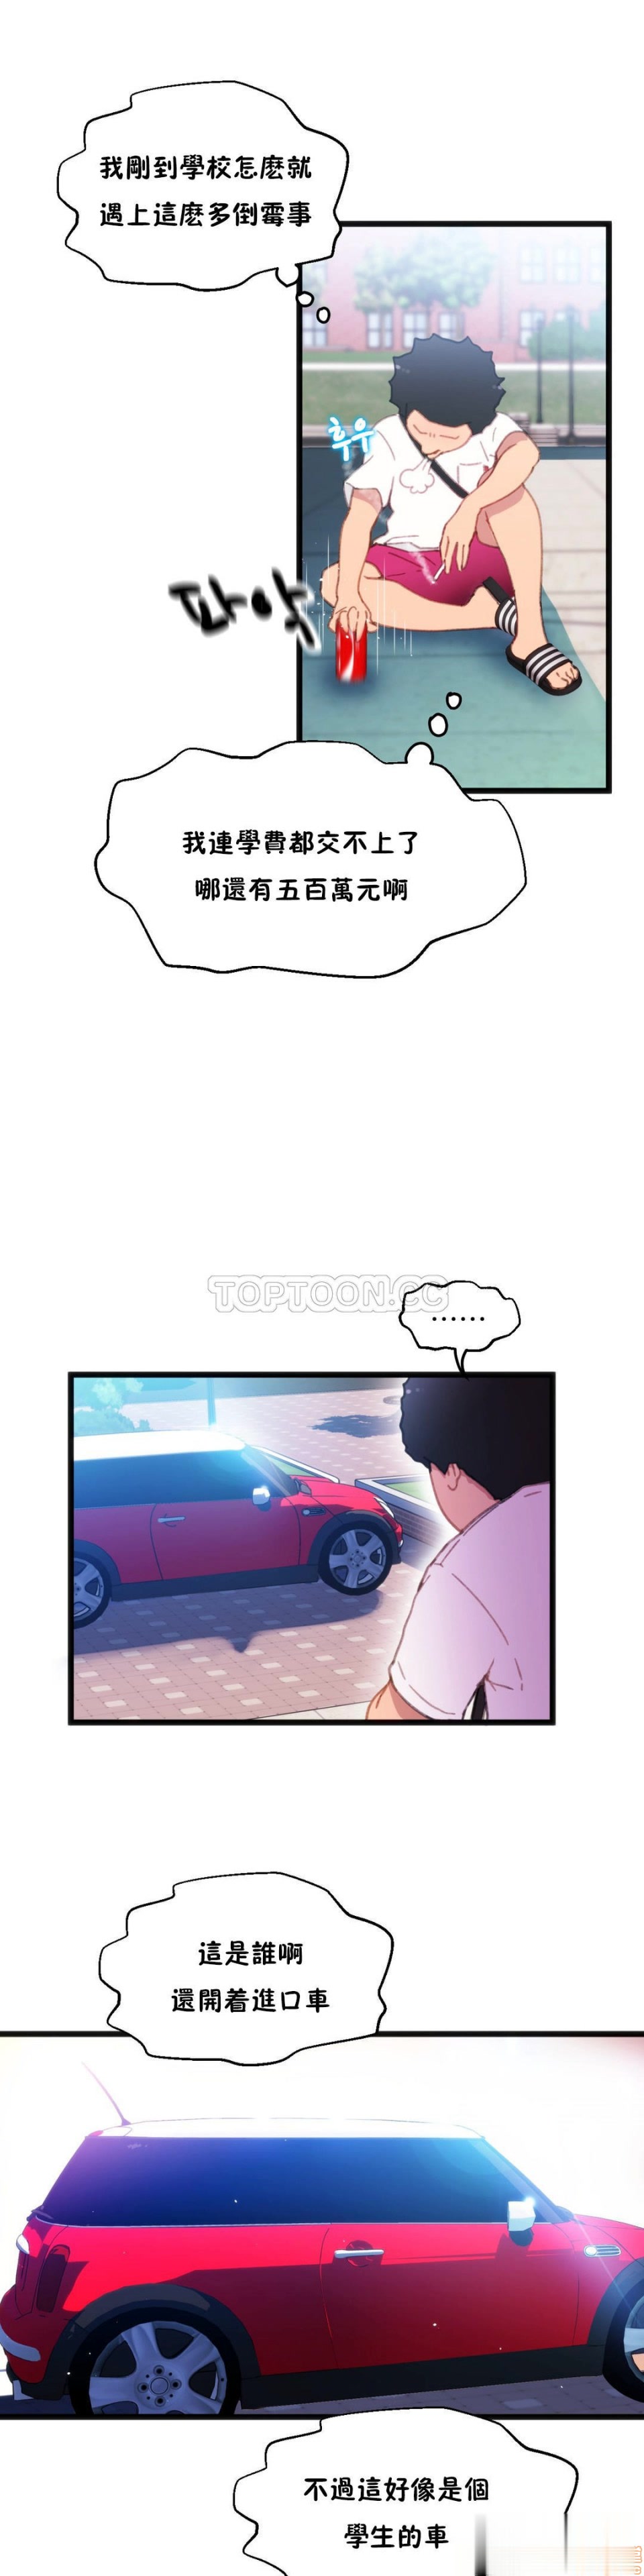 我剛到學校怎麽就
遇上這麽多倒霉事
후우
파악
我連學費都交不上了
哪還有五百萬元啊
TOPTOON.CC
······
這是誰啊
還開着進口車
不過這好像是個
學生的車